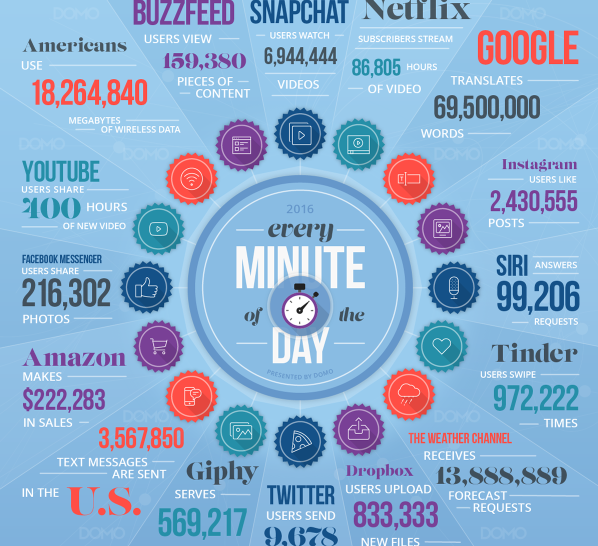 BUZZFEED
USERS VIEW
159,380
PIECES OF
CONTENT
SNAPCHAT
USERS WATCH
6,944,444
VIDEOS
Netflix
SUBSCRIBERS STREAM
86,805 HOURS
OF VIDEO
GOOGLE
TRANSLATES
69,500,000
WORDS
Americans
USE
18,264,840
MEGABYTES
OF WIRELESS DATA
YOUTUBE
USERS SHARE
400 HOURS
OF NEW VIDEO
Instagram
USERS LIKE
2,430,555
POSTS
FACEBOOK MESSENGER
USERS SHARE
216,302
PHOTOS
2016
every
MINUTE
of the
DAY
PRESENTED BY DOMO
SIRI ANSWERS
99,206
REQUESTS
Amazon
MAKES
$222,283
IN SALES
Tinder
USERS SWIPE
972,222
TIMES
3,567,850
TEXT MESSAGES
ARE SENT
IN THE U.S.
Giphy
SERVES
569,217
TWITTER
USERS SEND
9,678
Dropbox
USERS UPLOAD
833,333
NEW FILES
THE WEATHER CHANNEL
RECEIVES
13,888,889
FORECAST
REQUESTS
DOMO